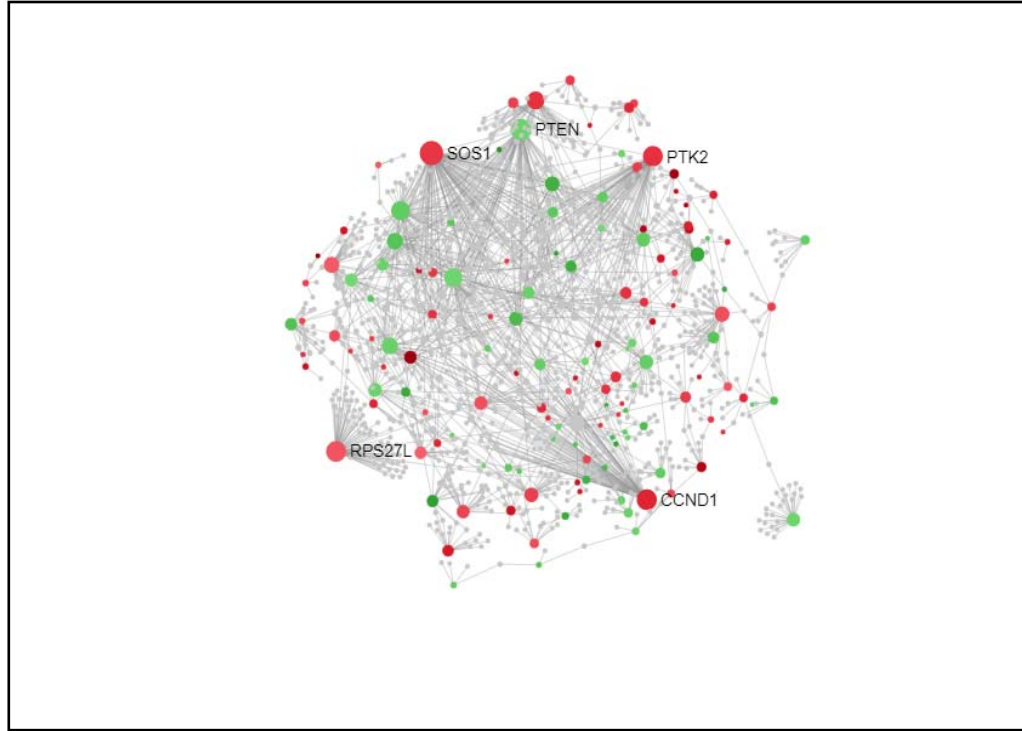 PTEN
SOS1
PTK2
RPS27L
CCND1